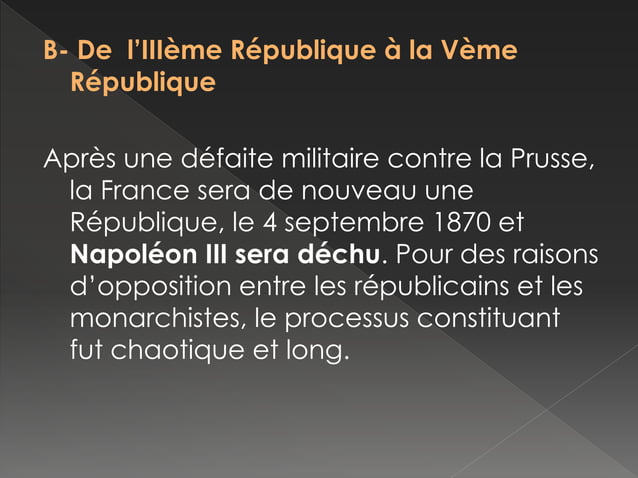 B- De l’IIIème République à la Vème
République
Après une défaite militaire contre la Prusse,
la France sera de nouveau une
République, le 4 septembre 1870 et
Napoléon III sera déchu. Pour des raisons
d’opposition entre les républicains et les
monarchistes, le processus constituant
fut chaotique et long.